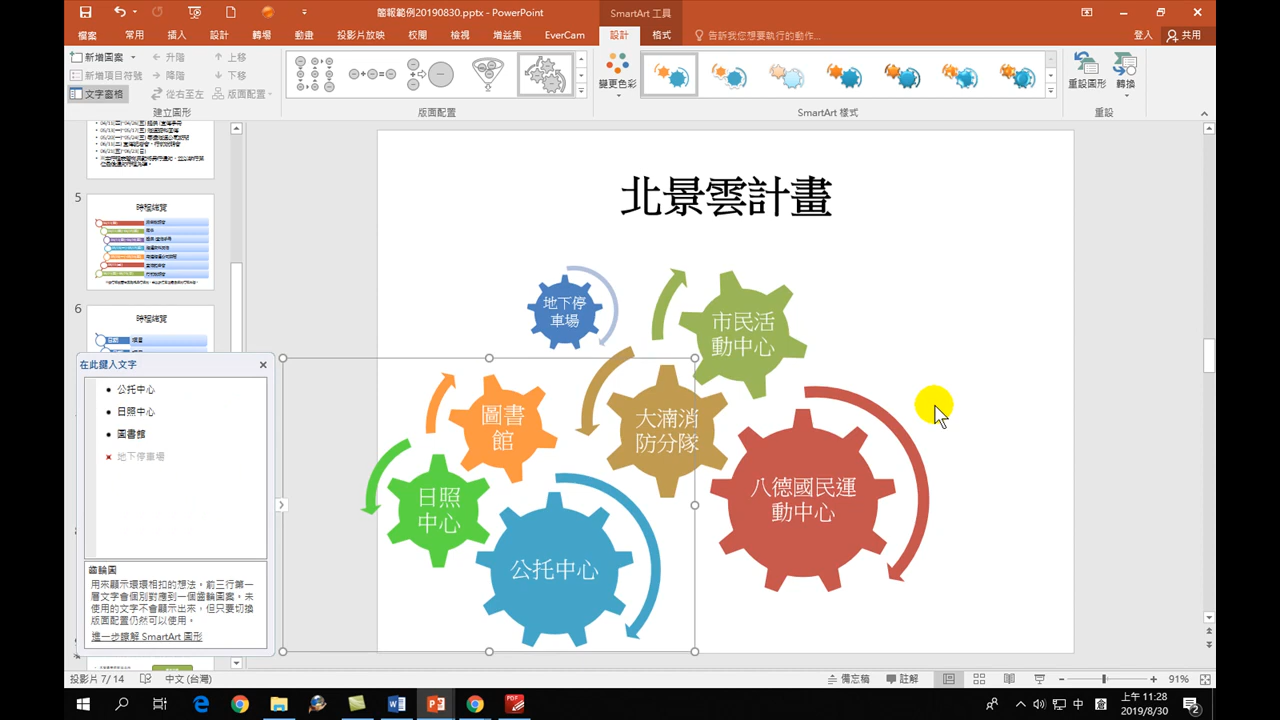 簡報範例20190830.pptx - PowerPoint
SmartArt 工具
檔案
常用
插入
設計
轉場
動畫
投影片放映
校閱
檢視
增益集
EverCam
設計
格式
告訴我您想要執行的動作...
登入
共用
新增圖案
升階
上移
新增項目符號
降階
下移
文字窗格
從右至左
版面配置
建立圖形
版面配置
變更色彩
SmartArt 樣式
重設圖形
轉換
重設
5
時程總覽
6
時程總覽
在此鍵入文字
公托中心
日照中心
圖書館
地下停車場
齒輪圖
用來顯示環環相扣的想法，前三行第一
層文字會個別對應到一個齒輪圖案。未
使用的文字不會顯示出來，但只要切換
版面配置仍然可以使用。
進一步瞭解 SmartArt 圖形
北景雲計畫
地下停
車場
市民活
動中心
圖書
館
大湳消
防分隊
八德國民運
動中心
日照
中心
公托中心
投影片 7/14
中文 (台灣)
備忘稿
註解
91%
中
上午 11:28
2019/8/30